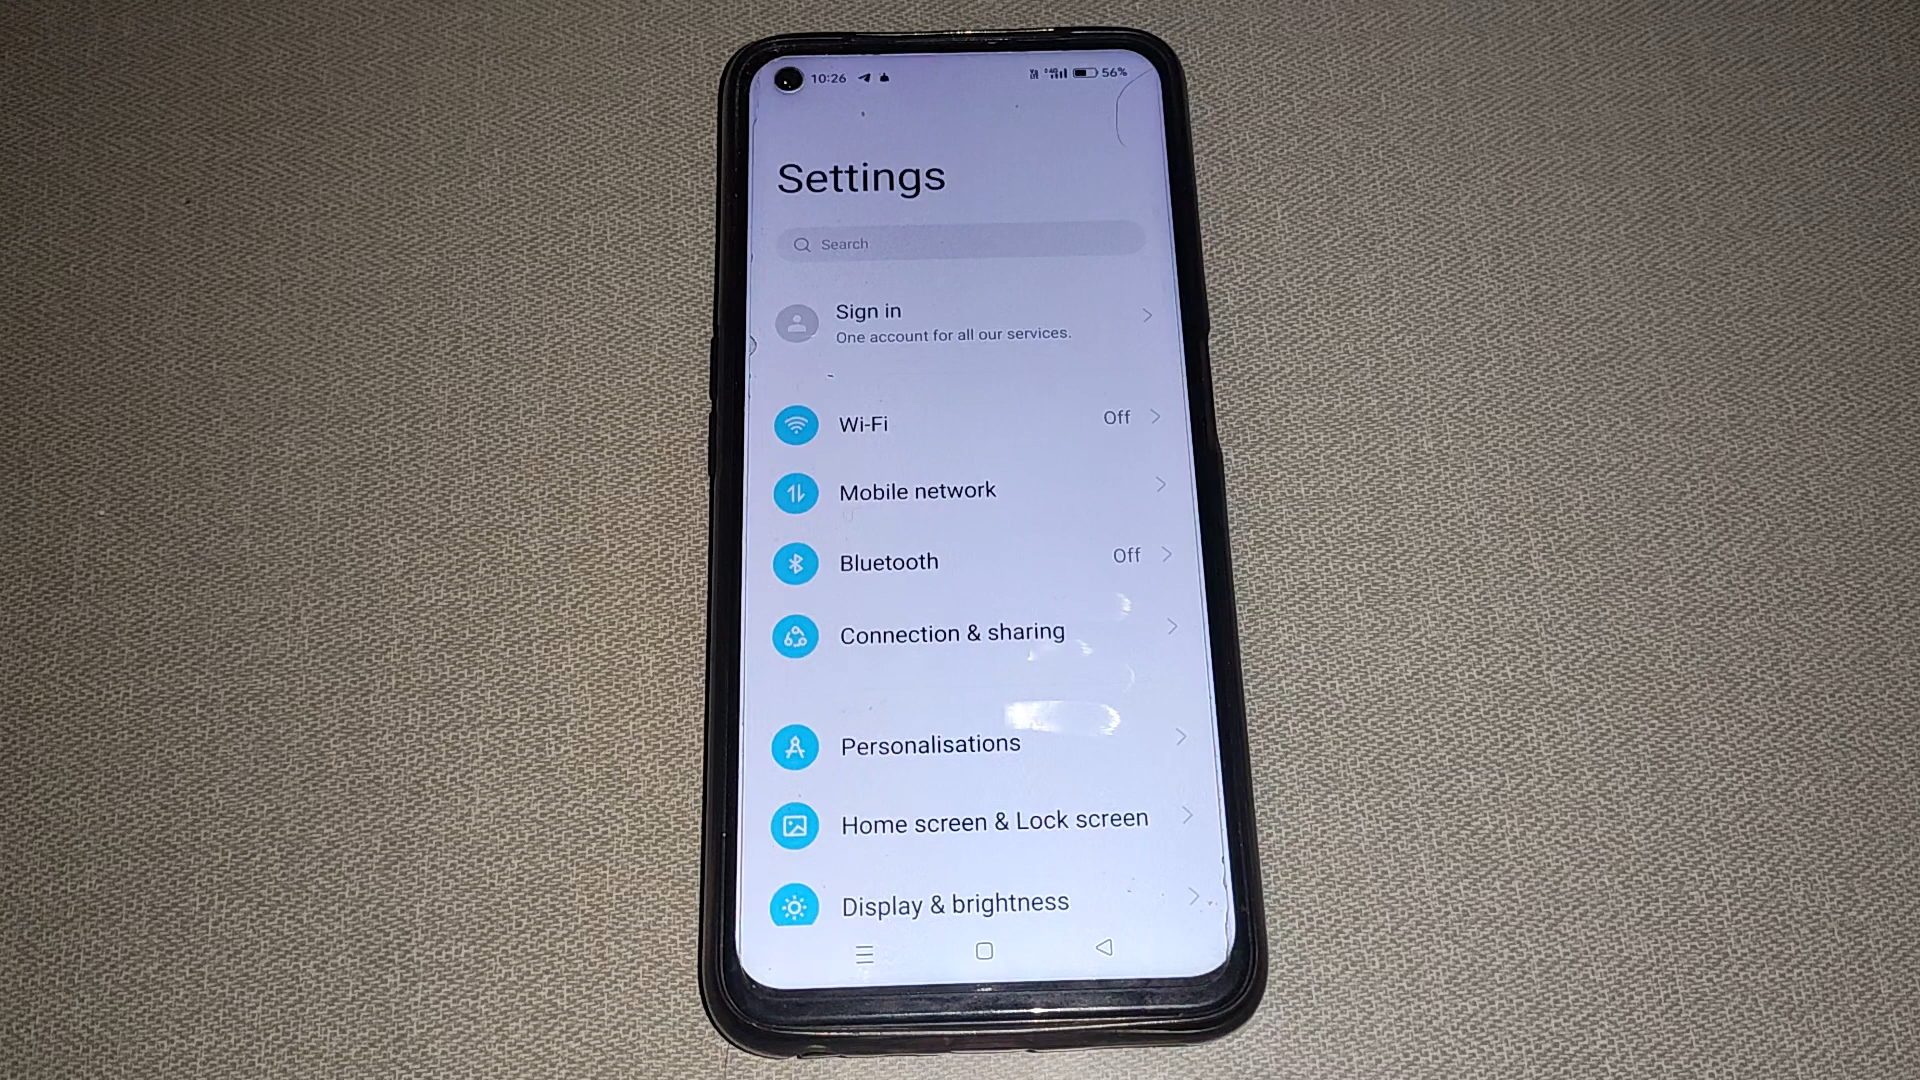 10:26 56%
Settings
Search
Sign in
One account for all our services.
Wi-Fi Off
Mobile network
Bluetooth Off
Connection & sharing
Personalisations
Home screen & Lock screen
Display & brightness